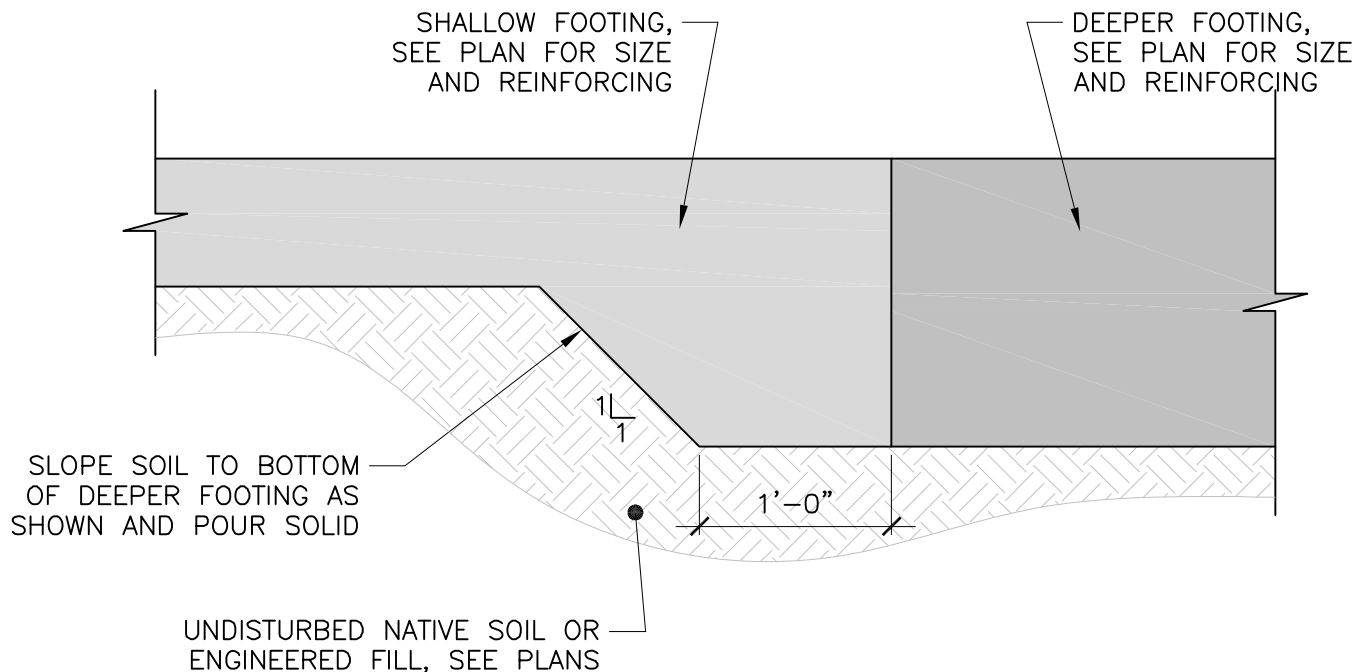 SHALLOW FOOTING,
SEE PLAN FOR SIZE
AND REINFORCING
DEEPER FOOTING,
SEE PLAN FOR SIZE
AND REINFORCING
1
1
SLOPE SOIL TO BOTTOM
OF DEEPER FOOTING AS
SHOWN AND POUR SOLID
1'-0"
UNDISTURBED NATIVE SOIL OR
ENGINEERED FILL, SEE PLANS